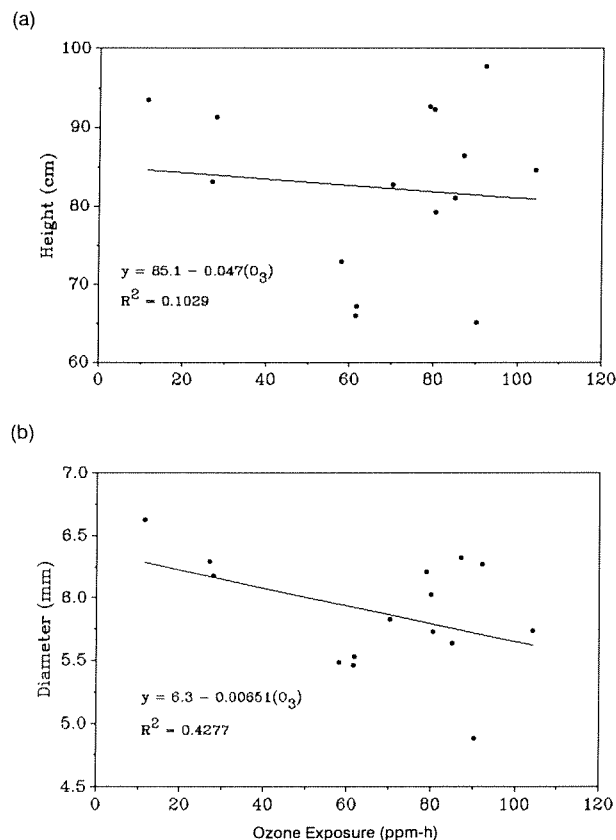 (a)
100
90
80
70
60
Height (cm)
y = 85.1 - 0.047(O3)
R2 = 0.1029
0 20 40 60 80 100 120
(b)
7.0
6.5
6.0
5.5
5.0
4.5
Diameter (mm)
y = 6.3 - 0.00651(O3)
R2 = 0.4277
0 20 40 60 80 100 120
Ozone Exposure (ppm-h)